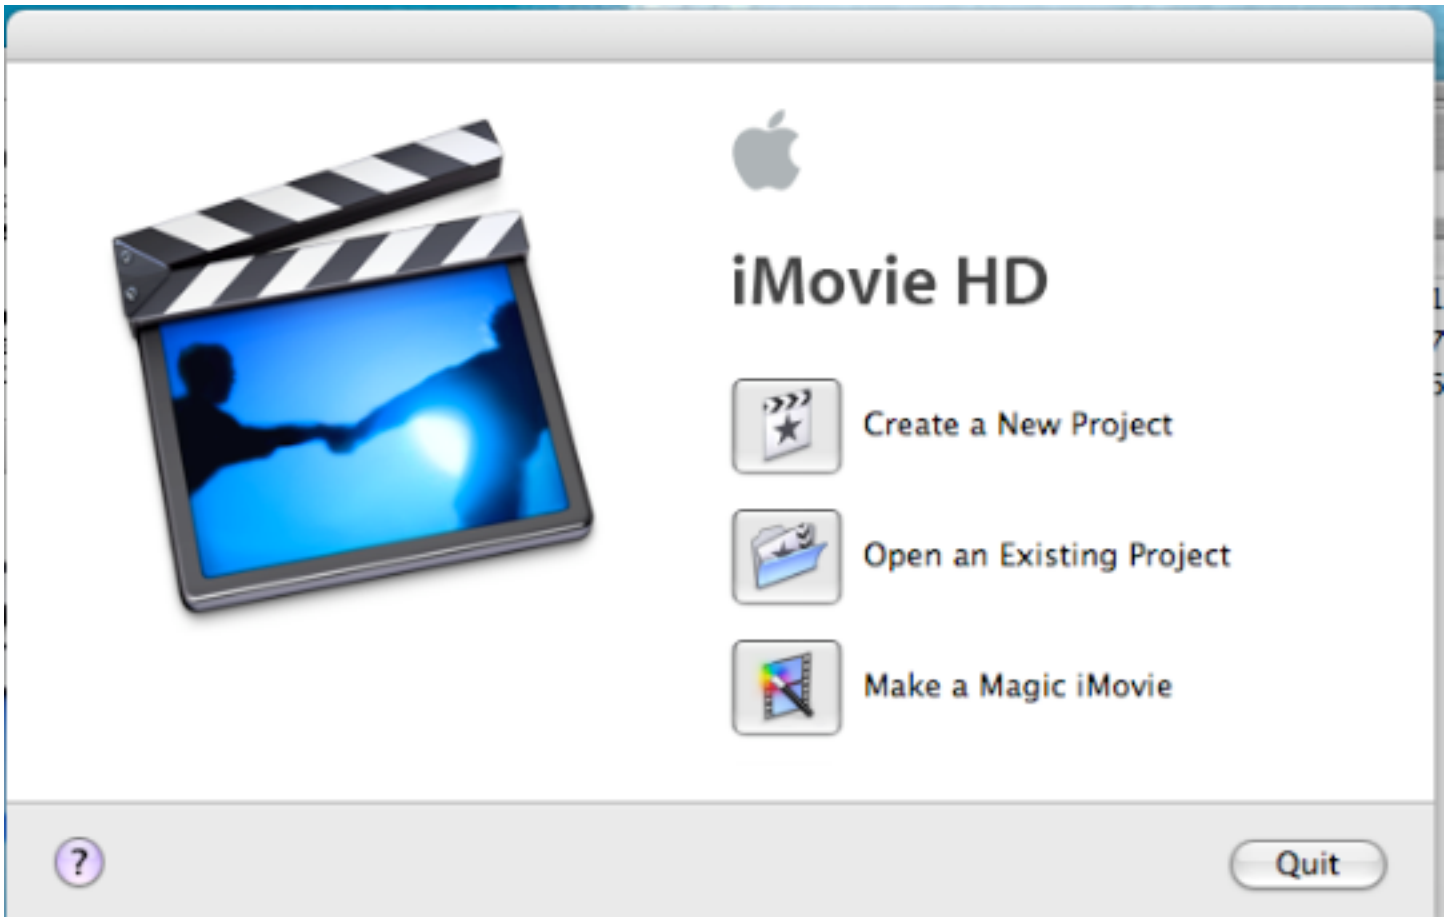 iMovie HD
Create a New Project
Open an Existing Project
Make a Magic iMovie
?
Quit